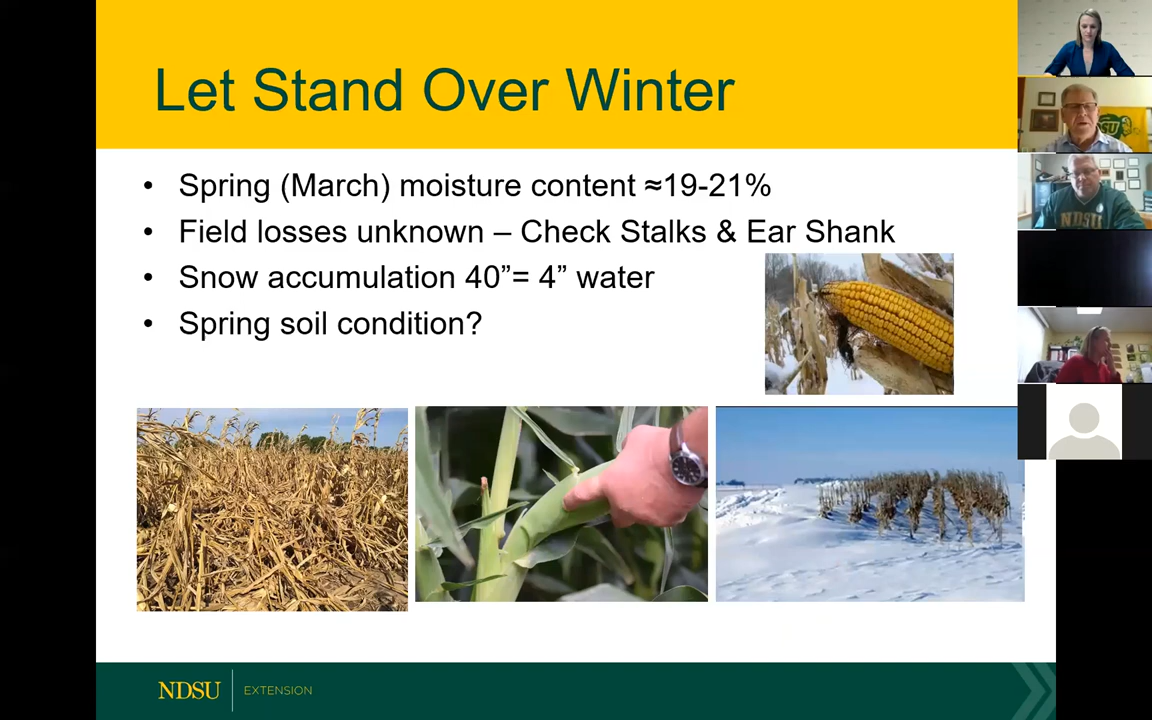 Let Stand Over Winter
• Spring (March) moisture content ≈19-21%
• Field losses unknown – Check Stalks & Ear Shank
• Snow accumulation 40”= 4” water
• Spring soil condition?
NDSU EXTENSION
NDSU